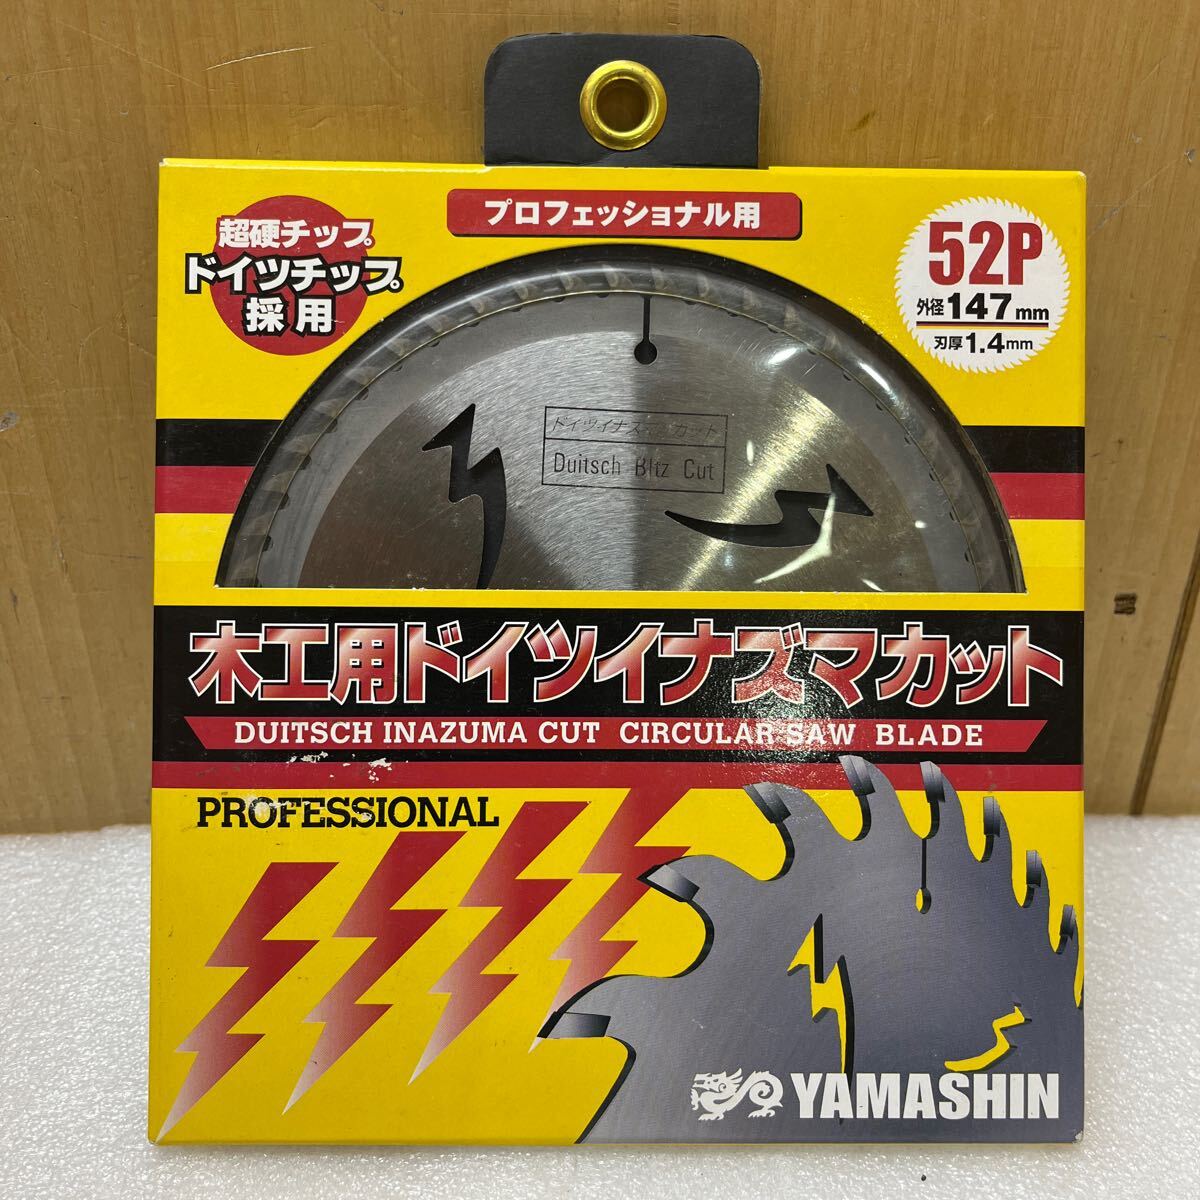 プロフェッショナル用
超硬チップ
ドイツチップ
採用
52P
外径147mm
刃厚1.4mm
ドイツイナズマカット
Duitsch Bltz Cut
木工用ドイツイナズマカット
DUITSCH INAZUMA CUT CIRCULAR SAW BLADE
PROFESSIONAL
YAMASHIN